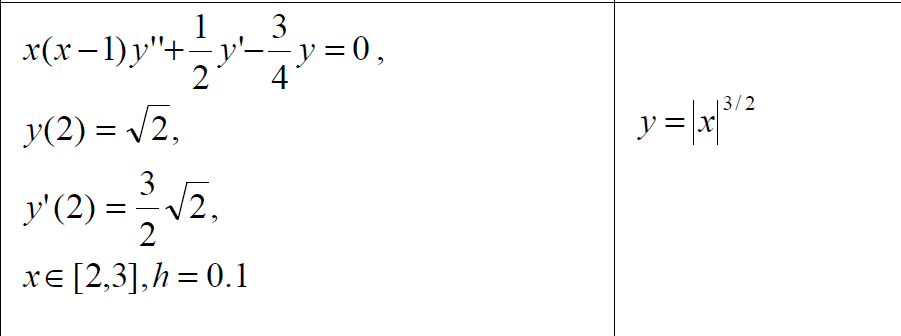 x(x−1)y''+1/2 y'−3/4 y = 0,
y(2) = √2,
y'(2) = 3/2 √2,
x∈[2,3], h = 0.1
y = |x|^{3/2}